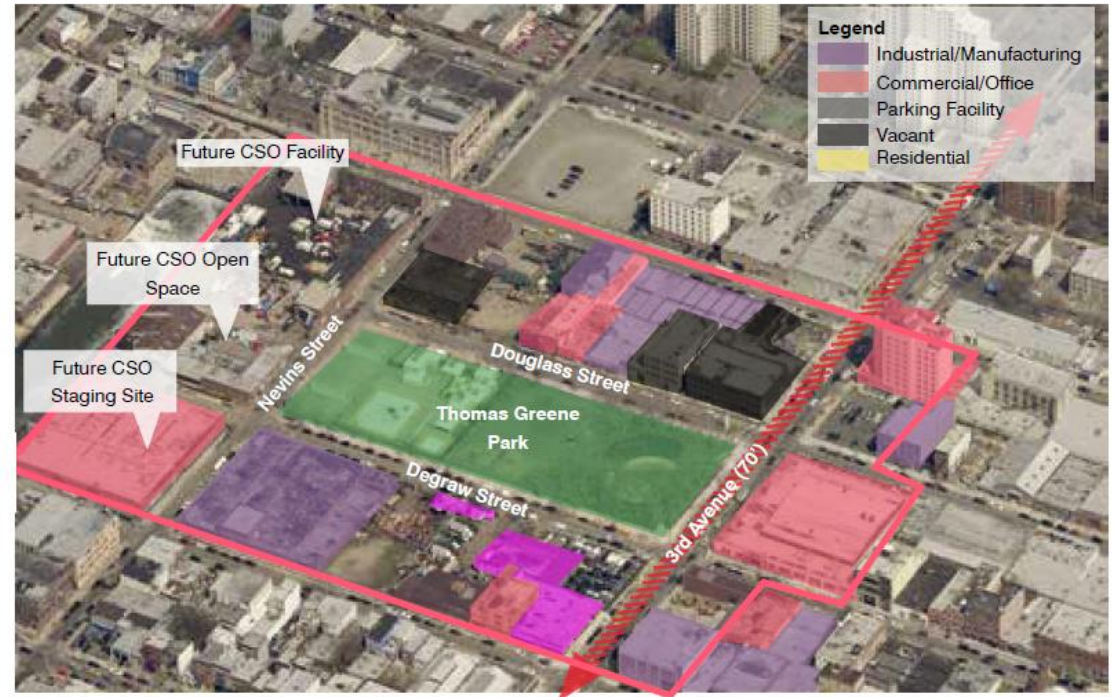 Legend
Industrial/Manufacturing
Commercial/Office
Parking Facility
Vacant
Residential
Future CSO Facility
Future CSO Open
Space
Future CSO
Staging Site
Nevins Street
Douglass Street
Thomas Greene
Park
Degraw Street
3rd Avenue (70')